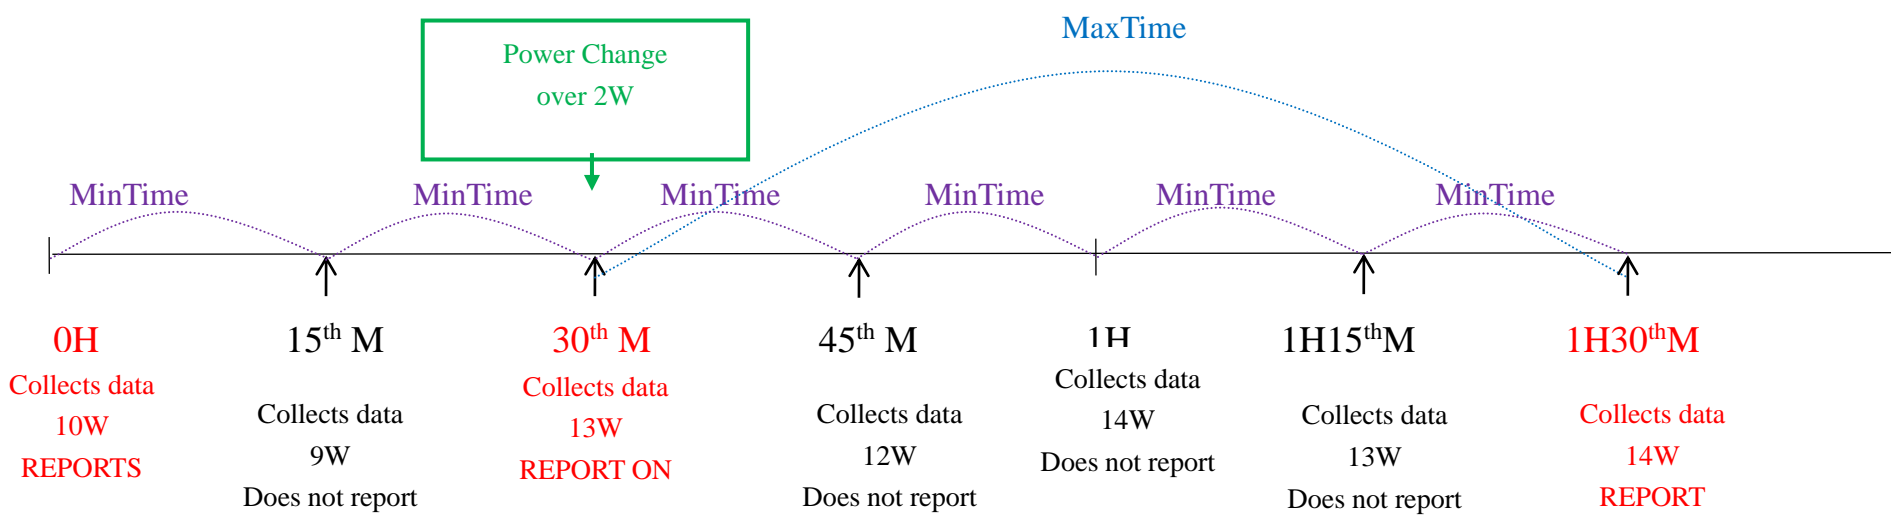 MaxTime
Power Change
over 2W
MinTime
MinTime
MinTime
MinTime
MinTime
MinTime
0H
Collects data
10W
REPORTS
15th M
Collects data
9W
Does not report
30th M
Collects data
13W
REPORT ON
45th M
Collects data
12W
Does not report
1H
Collects data
14W
Does not report
1H15thM
Collects data
13W
Does not report
1H30thM
Collects data
14W
REPORT